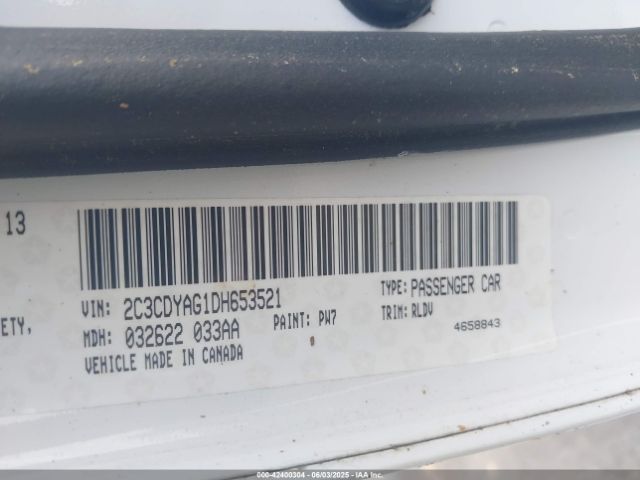 13
VIN: 2C3CDYAG1DH653521
TYPE: PASSENGER CAR
ETY,
MDH: 032622 033AA
PAINT: PW7
TRIM: RLDV
VEHICLE MADE IN CANADA
4658843
000-42400304 - 06/03/2025 - IAA Corp.